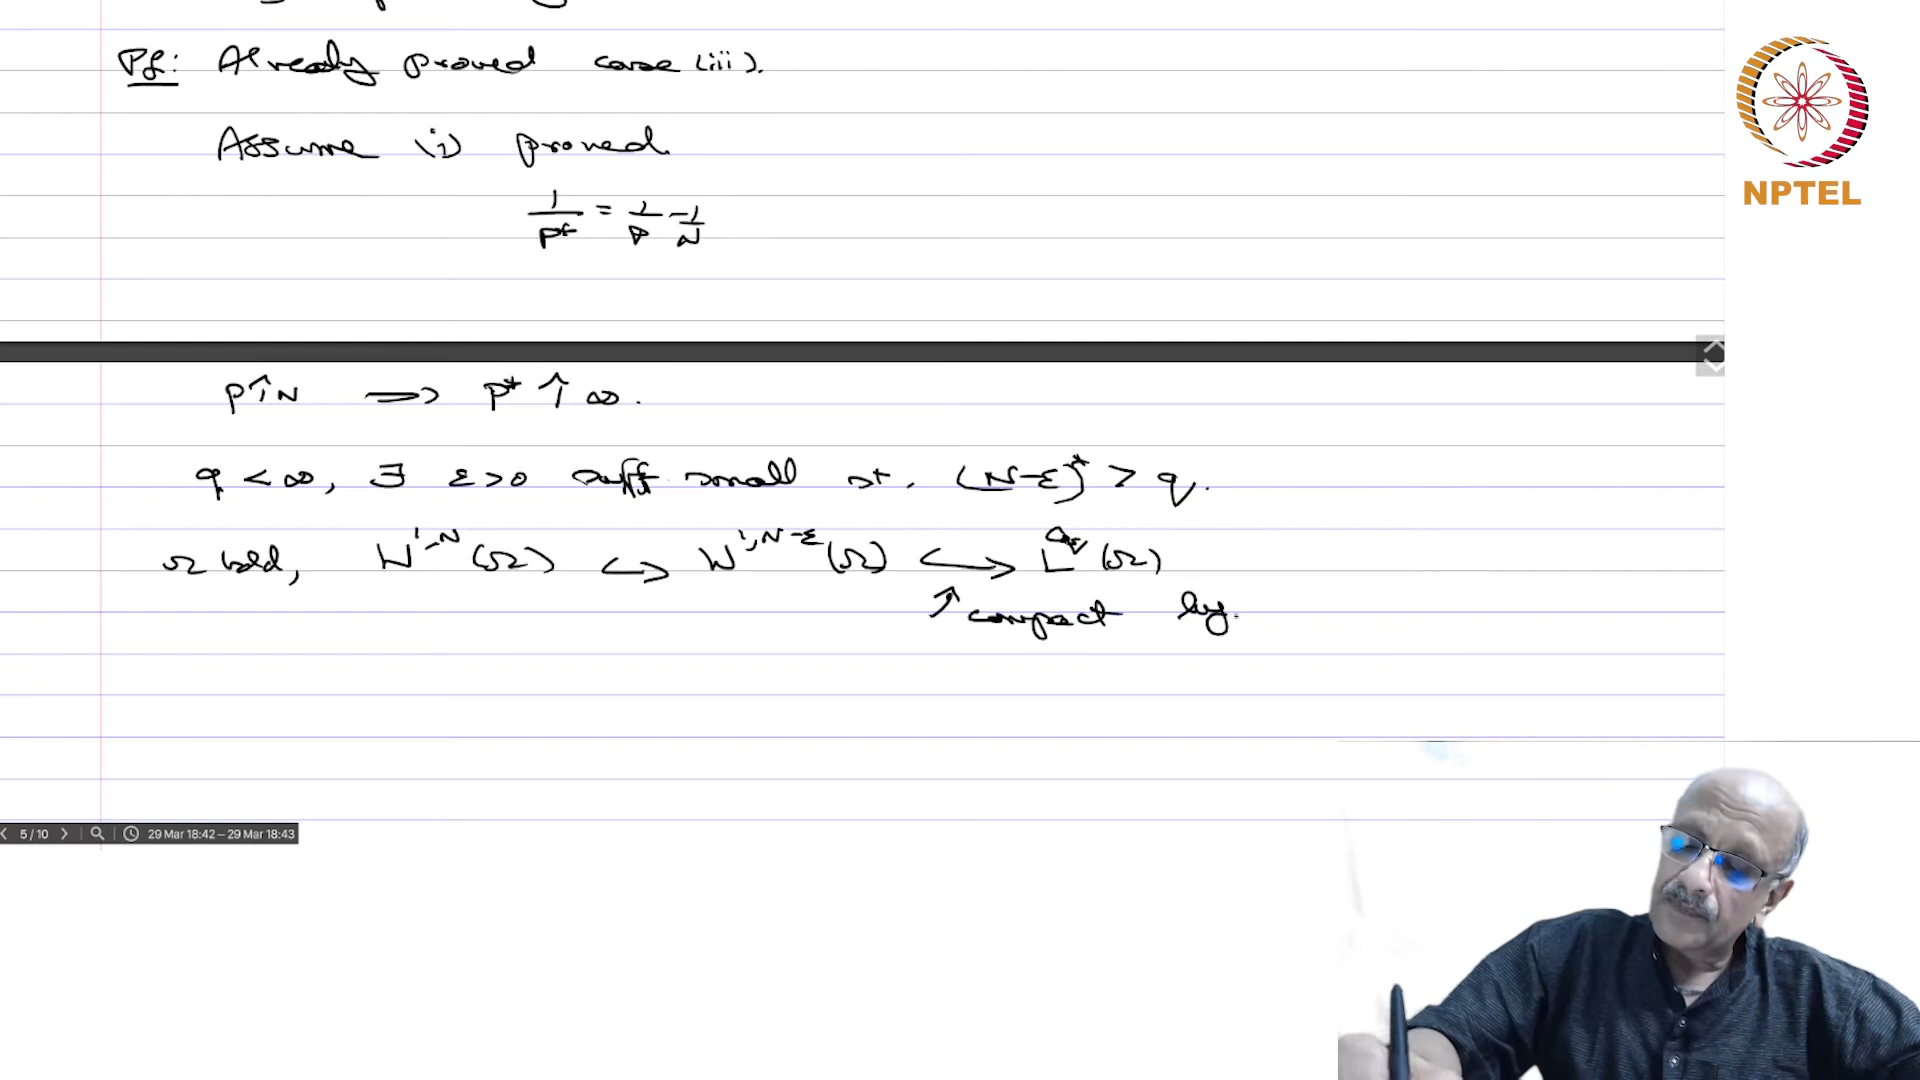 Pf: Already proved case (iii).
Assume (i) proved.
1/p* = 1/p - 1/N
p↑N ⟹ p* ↑ ∞.
q < ∞, ∃ ε>0 suff. small s.t. (N-ε)* > q.
Ω bdd, W^{1,N}(Ω) ↪ W^{1,N-ε}(Ω) ↪ L^q(Ω)
↑ compact by
NPTEL
5 / 10
29 Mar 18:42 – 29 Mar 18:43